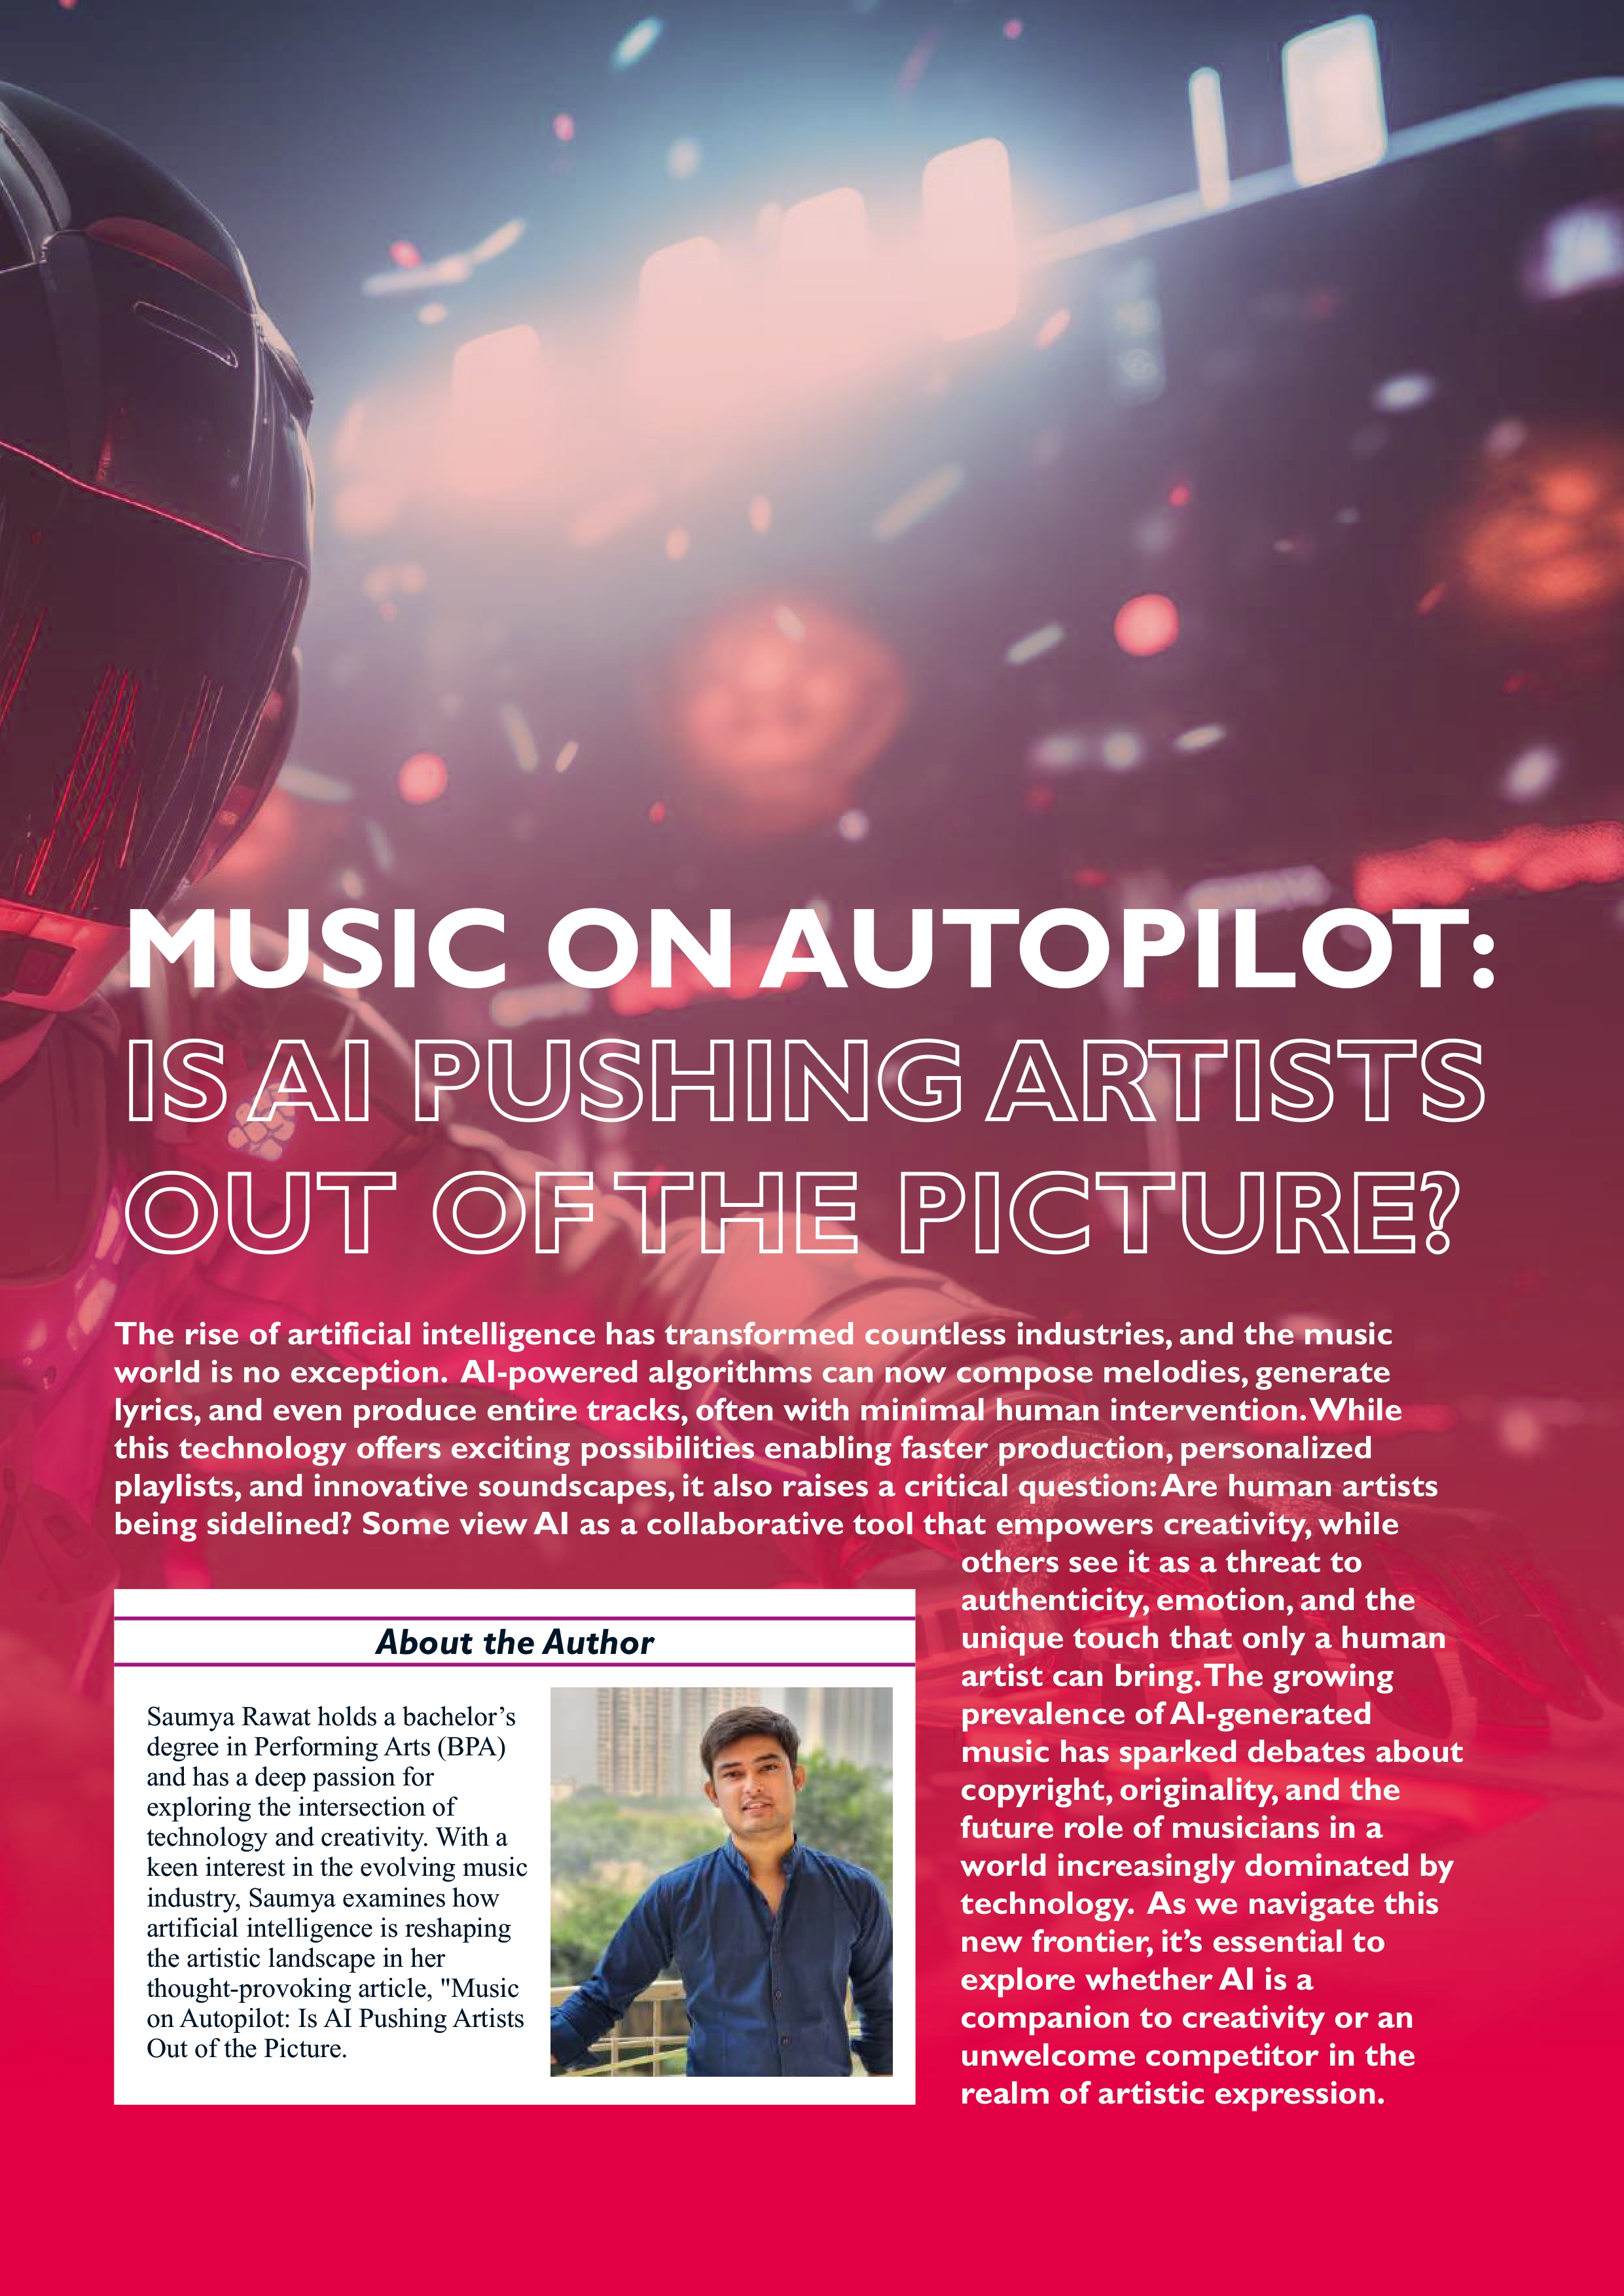 MUSIC ON AUTOPILOT:
IS AI PUSHING ARTISTS
OUT OF THE PICTURE?
The rise of artificial intelligence has transformed countless industries, and the music
world is no exception. AI-powered algorithms can now compose melodies, generate
lyrics, and even produce entire tracks, often with minimal human intervention. While
this technology offers exciting possibilities enabling faster production, personalized
playlists, and innovative soundscapes, it also raises a critical question: Are human artists
being sidelined? Some view AI as a collaborative tool that empowers creativity, while
others see it as a threat to
authenticity, emotion, and the
unique touch that only a human
artist can bring. The growing
prevalence of AI-generated
music has sparked debates about
copyright, originality, and the
future role of musicians in a
world increasingly dominated by
technology. As we navigate this
new frontier, it’s essential to
explore whether AI is a
companion to creativity or an
unwelcome competitor in the
realm of artistic expression.
About the Author
Saumya Rawat holds a bachelor’s
degree in Performing Arts (BPA)
and has a deep passion for
exploring the intersection of
technology and creativity. With a
keen interest in the evolving music
industry, Saumya examines how
artificial intelligence is reshaping
the artistic landscape in her
thought-provoking article, "Music
on Autopilot: Is AI Pushing Artists
Out of the Picture.